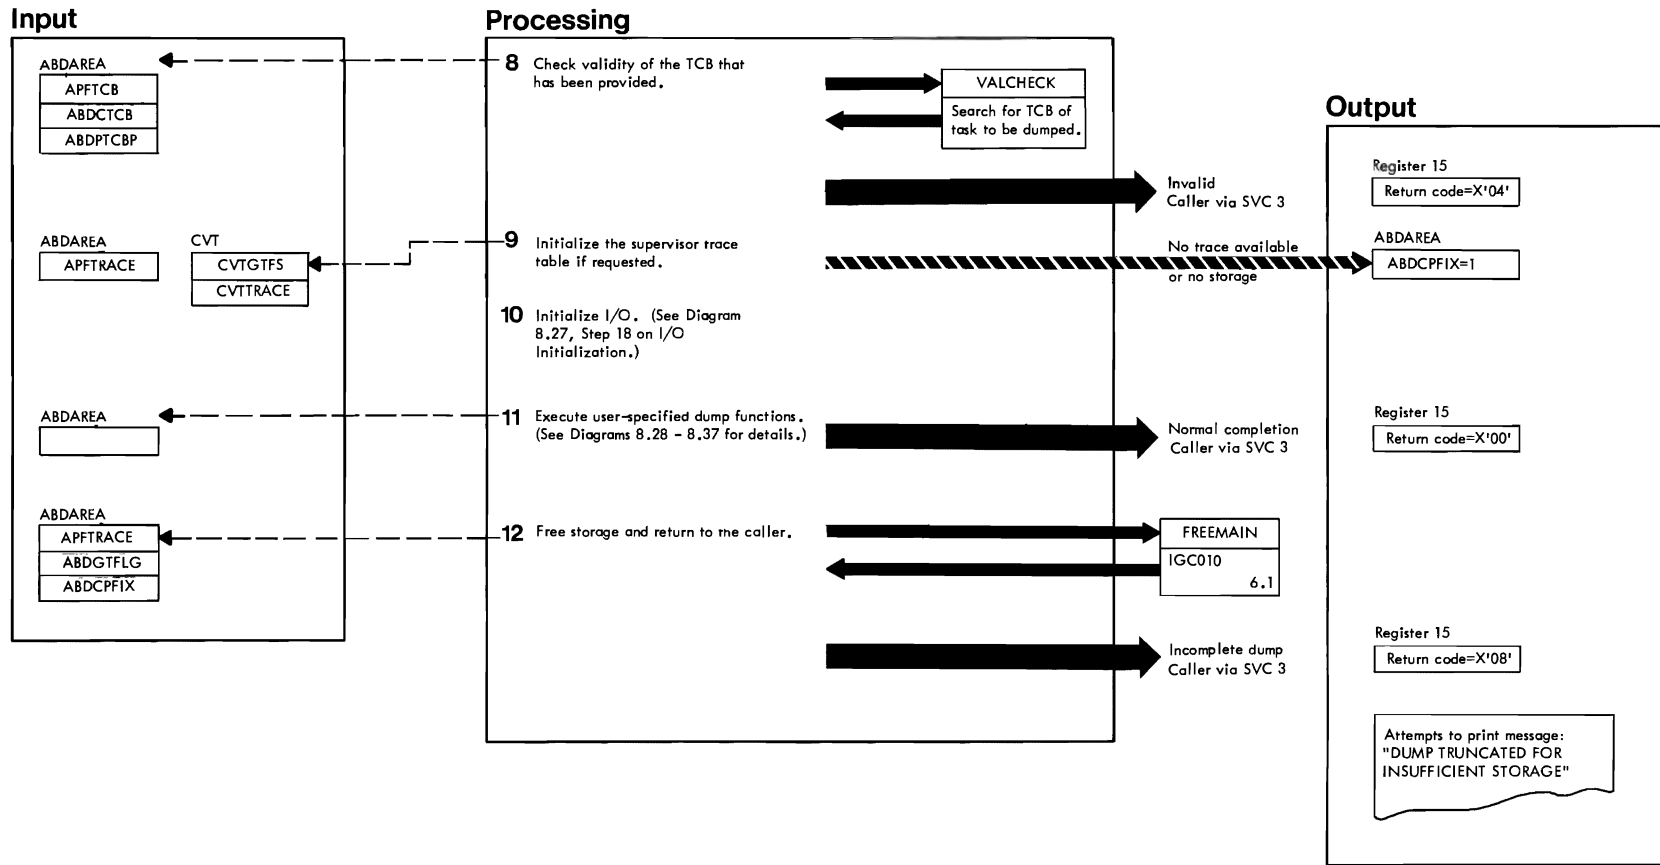 Input
ABDAREA
APFTCB
ABDCTCB
ABDPTCBP
ABDAREA
APFTRACE
CVT
CVTGTFS
CVTTRACE
ABDAREA
ABDAREA
APFTRACE
ABDGTFLG
ABDCPFIX
Processing
8 Check validity of the TCB that
has been provided.
VALCHECK
Search for TCB of
task to be dumped.
Invalid
Caller via SVC 3
9 Initialize the supervisor trace
table if requested.
No trace available
or no storage
10 Initialize I/O. (See Diagram
8.27, Step 18 on I/O
Initialization.)
11 Execute user-specified dump functions.
(See Diagrams 8.28 - 8.37 for details.)
Normal completion
Caller via SVC 3
12 Free storage and return to the caller.
FREEMAIN
IGC010
6.1
Incomplete dump
Caller via SVC 3
Output
Register 15
Return code=X'04'
ABDAREA
ABDCPFIX=1
Register 15
Return code=X'00'
Register 15
Return code=X'08'
Attempts to print message:
"DUMP TRUNCATED FOR
INSUFFICIENT STORAGE"